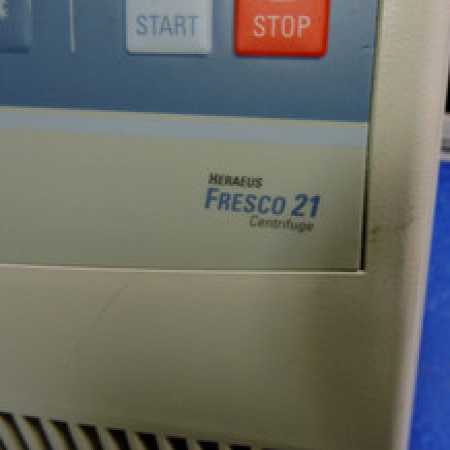 START STOP
HERAEUS
FRESCO 21
Centrifuge